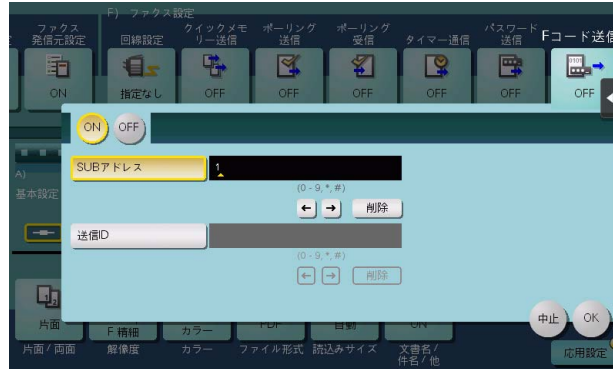 F) ファクス設定
ファクス
発信元設定
回線設定
クイックメモ
リー送信
ポーリング
送信
ポーリング
受信
タイマー通信
パスワード
送信
Fコード送信
ON
指定なし
OFF
OFF
OFF
OFF
OFF
OFF
ON
OFF
A)
基本設定
SUBアドレス
1
(0 - 9, *, #)
← → 削除
送信ID
(0 - 9, *, #)
← → 削除
中止
OK
片面
F 精細
カラー
PDF
自動
ON
片面 / 両面
解像度
カラー
ファイル形式
読込みサイズ
文書名 /
件名 / 他
応用設定